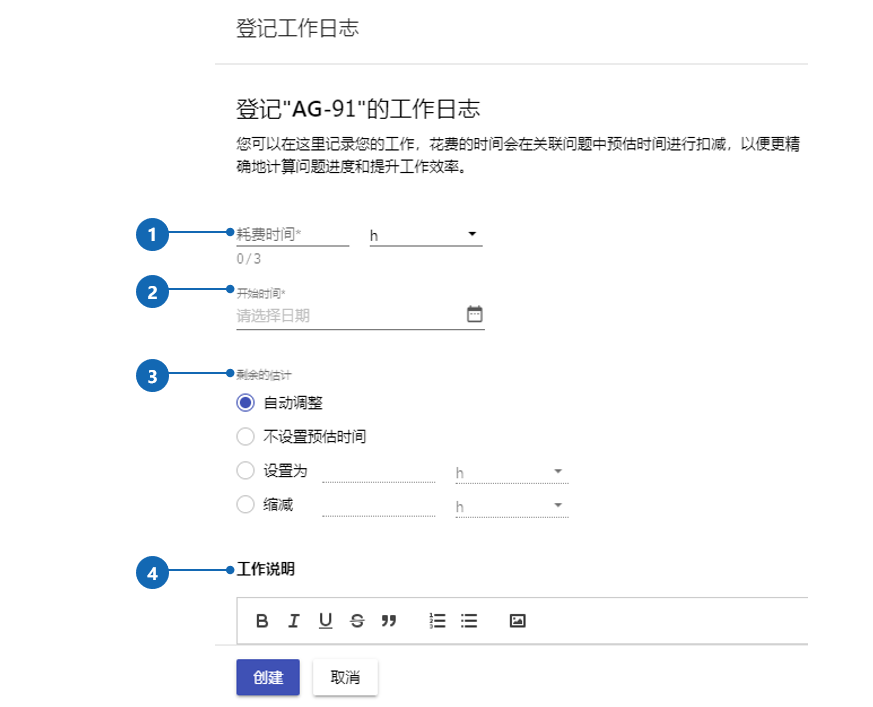 登记工作日志
登记"AG-91"的工作日志
您可以在这里记录您的工作，花费的时间会在关联问题中预估时间进行扣减，以便更精
确地计算问题进度和提升工作效率。
1 耗费时间* h
0/3
2 开始时间*
请选择日期
3 剩余的估计
自动调整
不设置预估时间
设置为 h
缩减 h
4 工作说明
B I U S
创建 取消